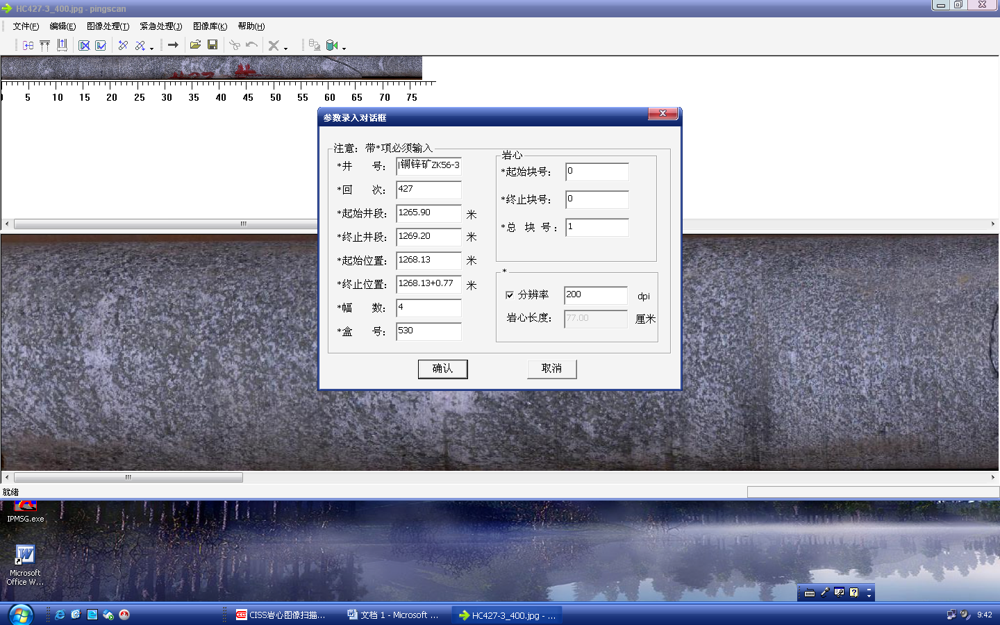 HC427-3_400.jpg - pingscan
文件(F) 编辑(E) 图像处理(T) 紧急处理(J) 图像库(K) 帮助(H)
5 10 15 20 25 30 35 40 45 50 55 60 65 70 75
参数录入对话框
注意: 带*项必须输入
*井 号: 铜锌矿ZK56-3
*回 次: 427
*起始井段: 1265.90 米
*终止井段: 1269.20 米
*起始位置: 1268.13 米
*终止位置: 1268.13+0.77 米
*幅 数: 4
*盒 号: 530
岩心
*起始块号: 0
*终止块号: 0
*总 块 号: 1
*
分辨率 200 dpi
岩心长度: 77.00 厘米
确认 取消
就绪
IPMSG.exe
Microsoft
Office W...
CISS岩心图像扫描... 文档 1 - Microsoft ... HC427-3_400.jpg - ... 9:42